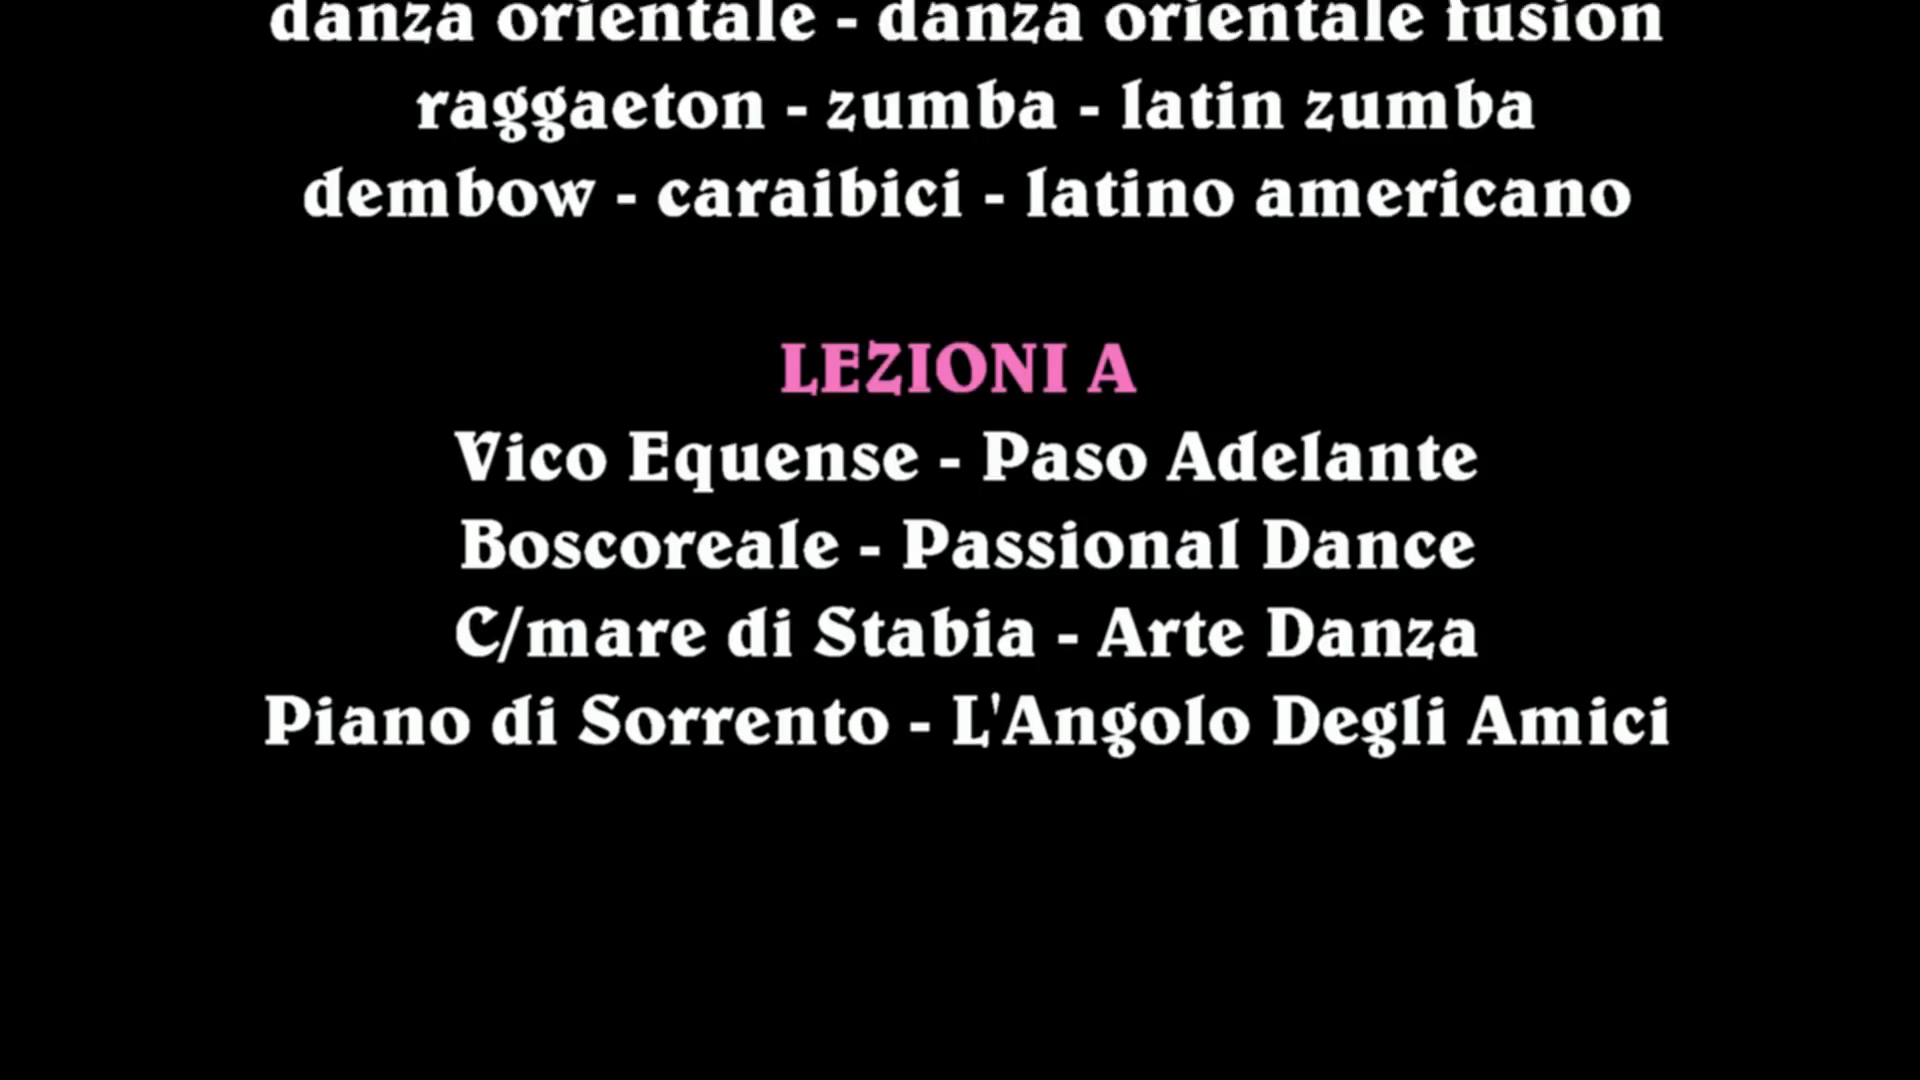 danza orientale - danza orientale fusion
raggaeton - zumba - latin zumba
dembow - caraibici - latino americano
LEZIONI A
Vico Equense - Paso Adelante
Boscoreale - Passional Dance
C/mare di Stabia - Arte Danza
Piano di Sorrento - L'Angolo Degli Amici